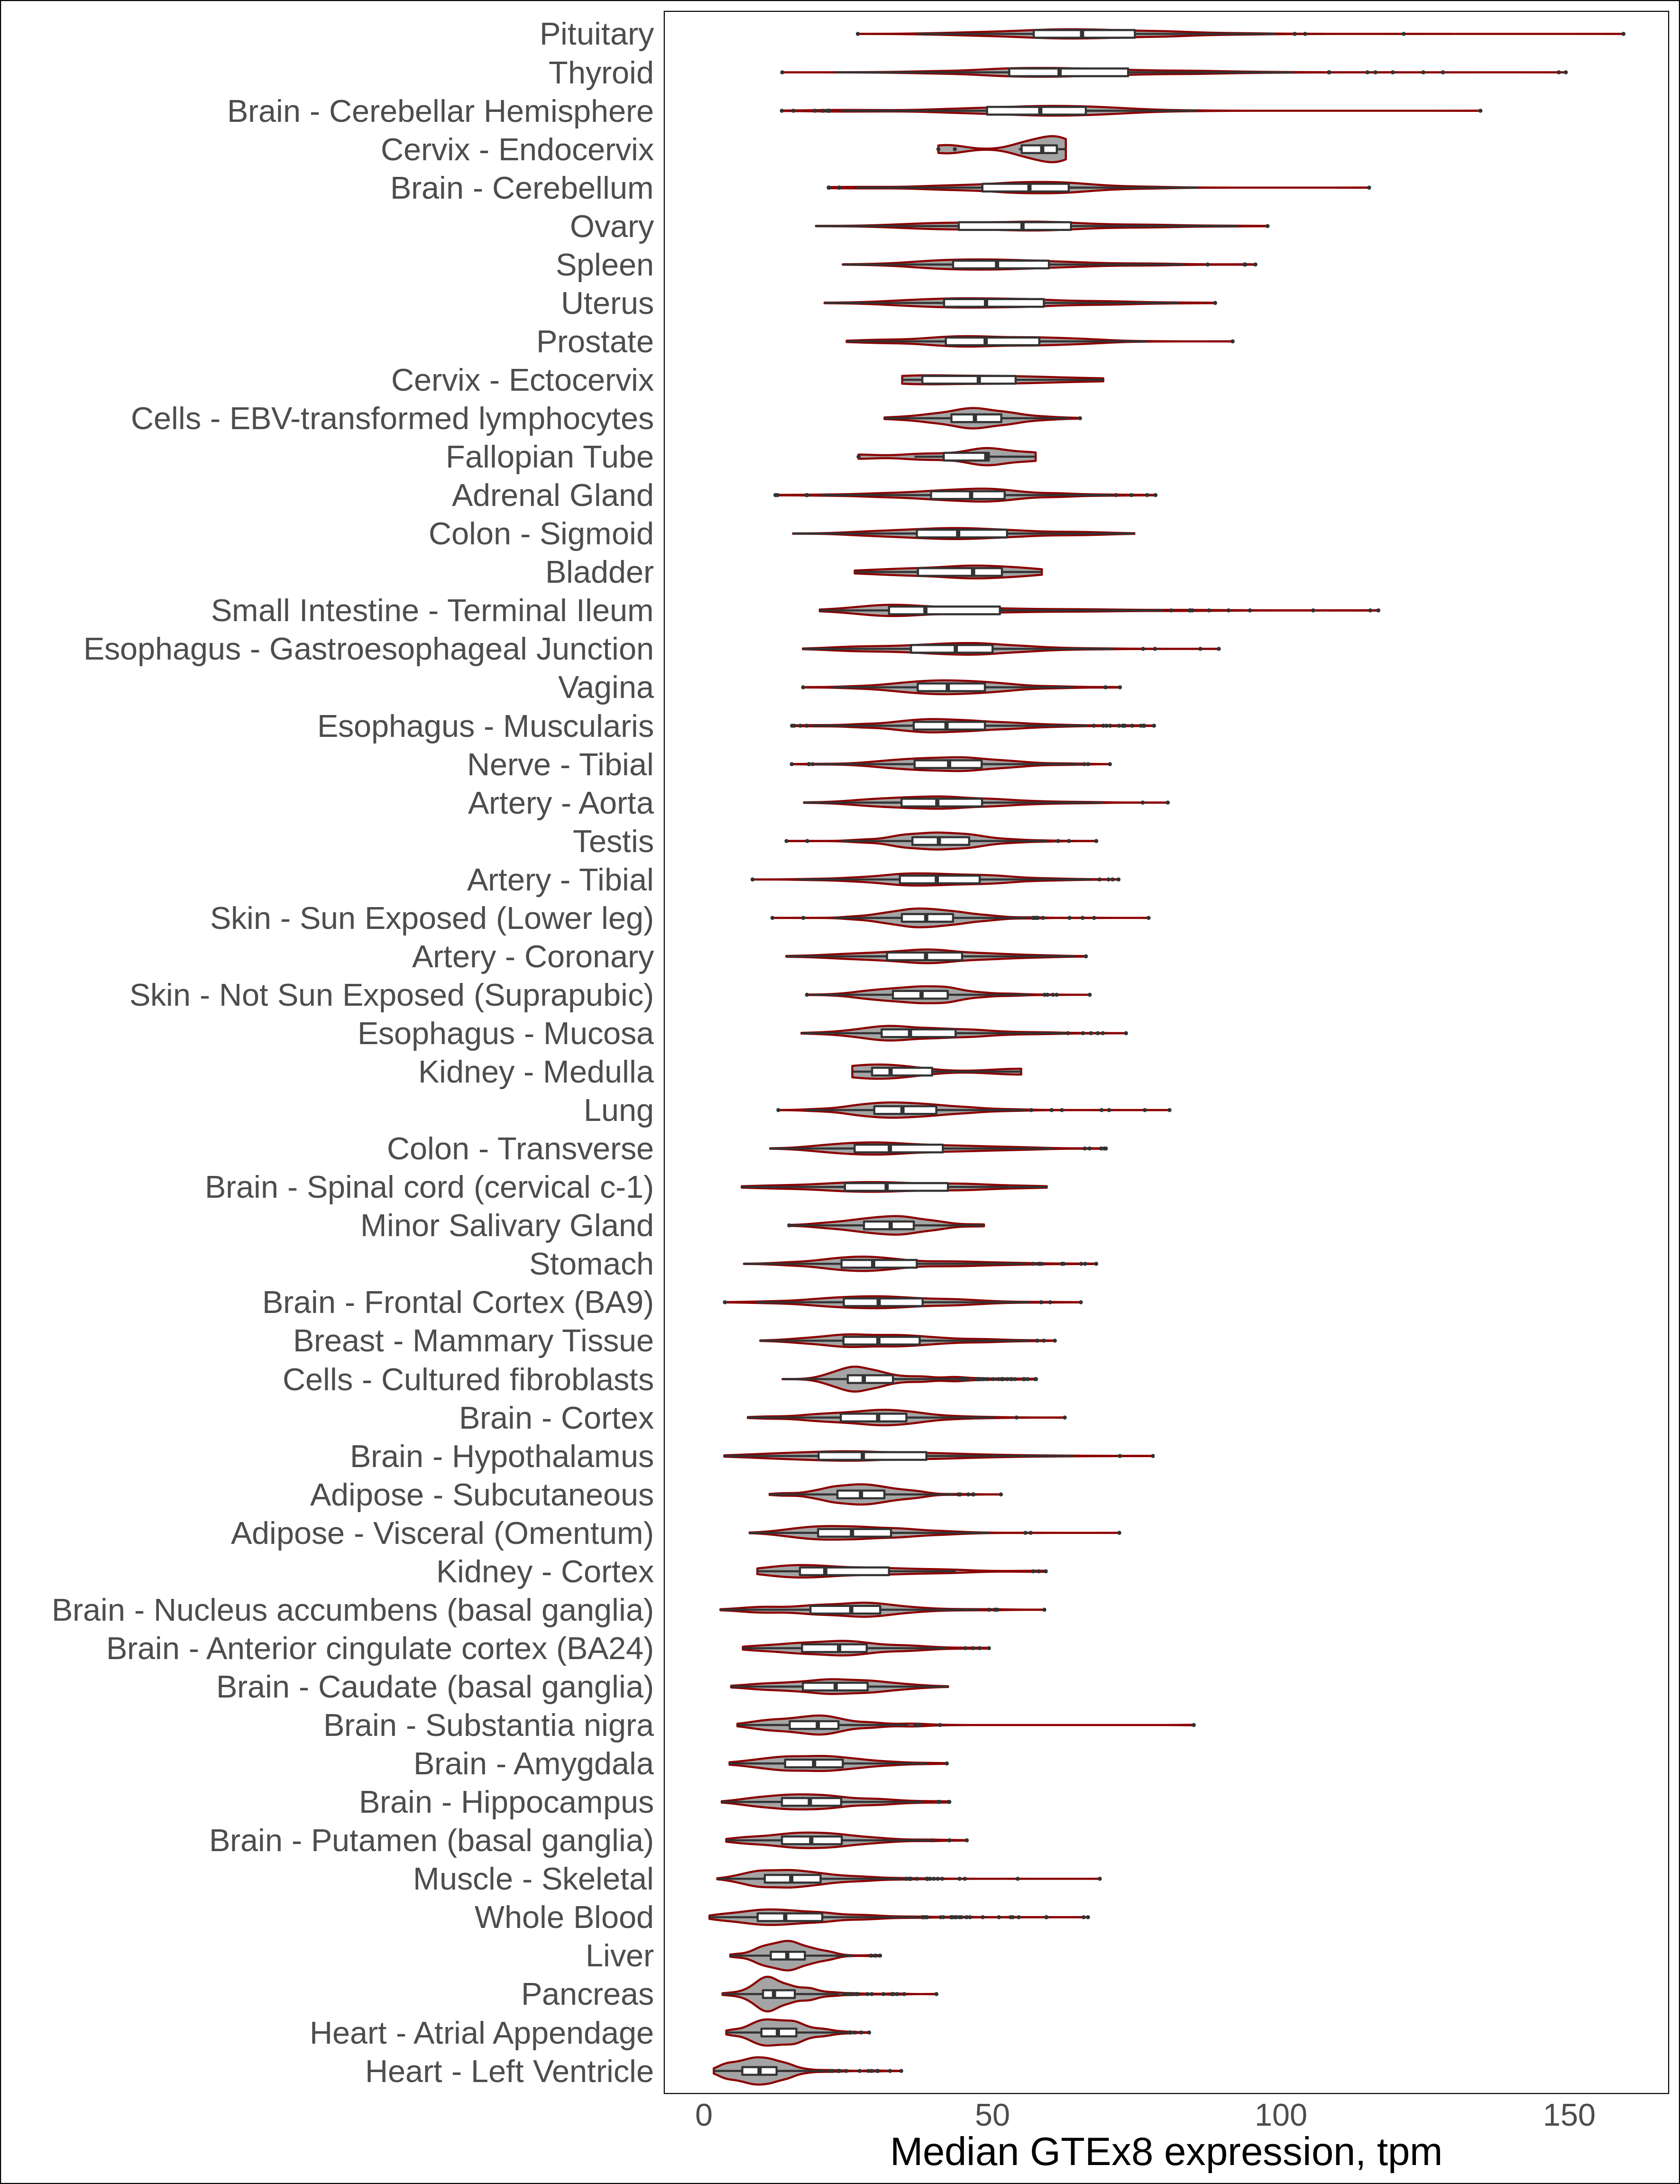 Pituitary
Thyroid
Brain - Cerebellar Hemisphere
Cervix - Endocervix
Brain - Cerebellum
Ovary
Spleen
Uterus
Prostate
Cervix - Ectocervix
Cells - EBV-transformed lymphocytes
Fallopian Tube
Adrenal Gland
Colon - Sigmoid
Bladder
Small Intestine - Terminal Ileum
Esophagus - Gastroesophageal Junction
Vagina
Esophagus - Muscularis
Nerve - Tibial
Artery - Aorta
Testis
Artery - Tibial
Skin - Sun Exposed (Lower leg)
Artery - Coronary
Skin - Not Sun Exposed (Suprapubic)
Esophagus - Mucosa
Kidney - Medulla
Lung
Colon - Transverse
Brain - Spinal cord (cervical c-1)
Minor Salivary Gland
Stomach
Brain - Frontal Cortex (BA9)
Breast - Mammary Tissue
Cells - Cultured fibroblasts
Brain - Cortex
Brain - Hypothalamus
Adipose - Subcutaneous
Adipose - Visceral (Omentum)
Kidney - Cortex
Brain - Nucleus accumbens (basal ganglia)
Brain - Anterior cingulate cortex (BA24)
Brain - Caudate (basal ganglia)
Brain - Substantia nigra
Brain - Amygdala
Brain - Hippocampus
Brain - Putamen (basal ganglia)
Muscle - Skeletal
Whole Blood
Liver
Pancreas
Heart - Atrial Appendage
Heart - Left Ventricle
0 50 100 150
Median GTEx8 expression, tpm